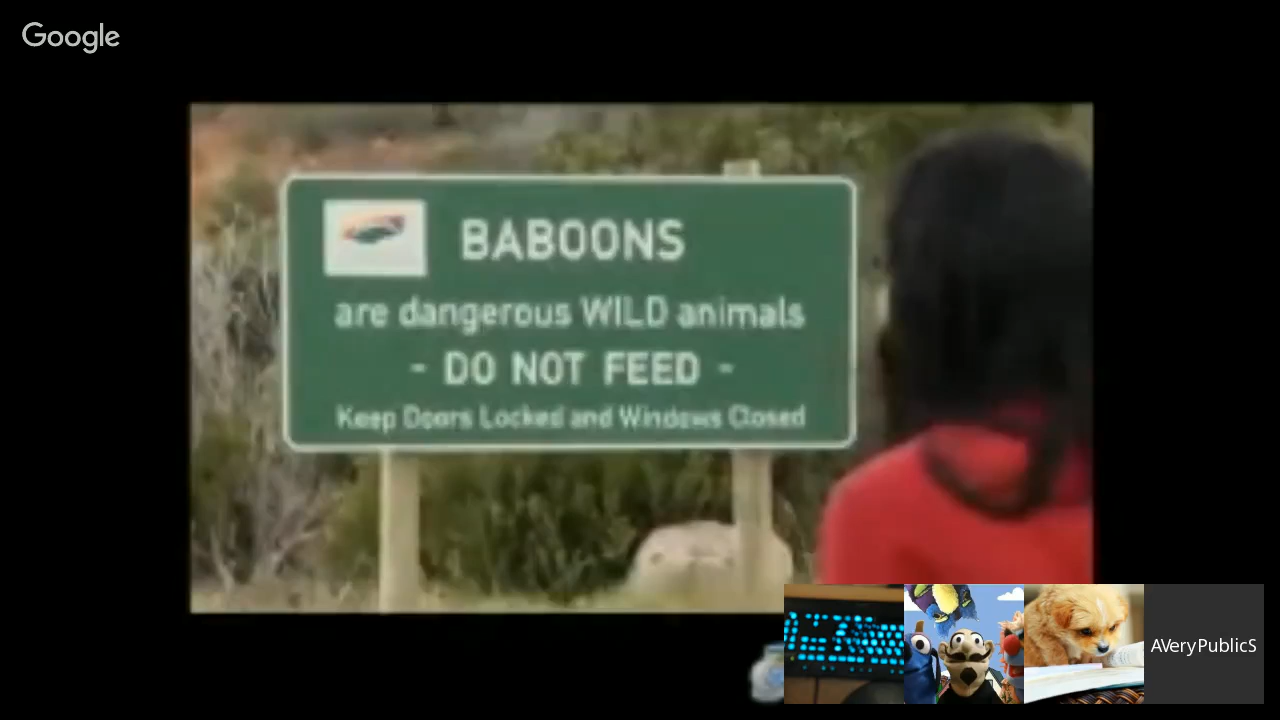 Google
BABOONS
are dangerous WILD animals
- DO NOT FEED -
Keep Doors Locked and Windows Closed
AVeryPublicS